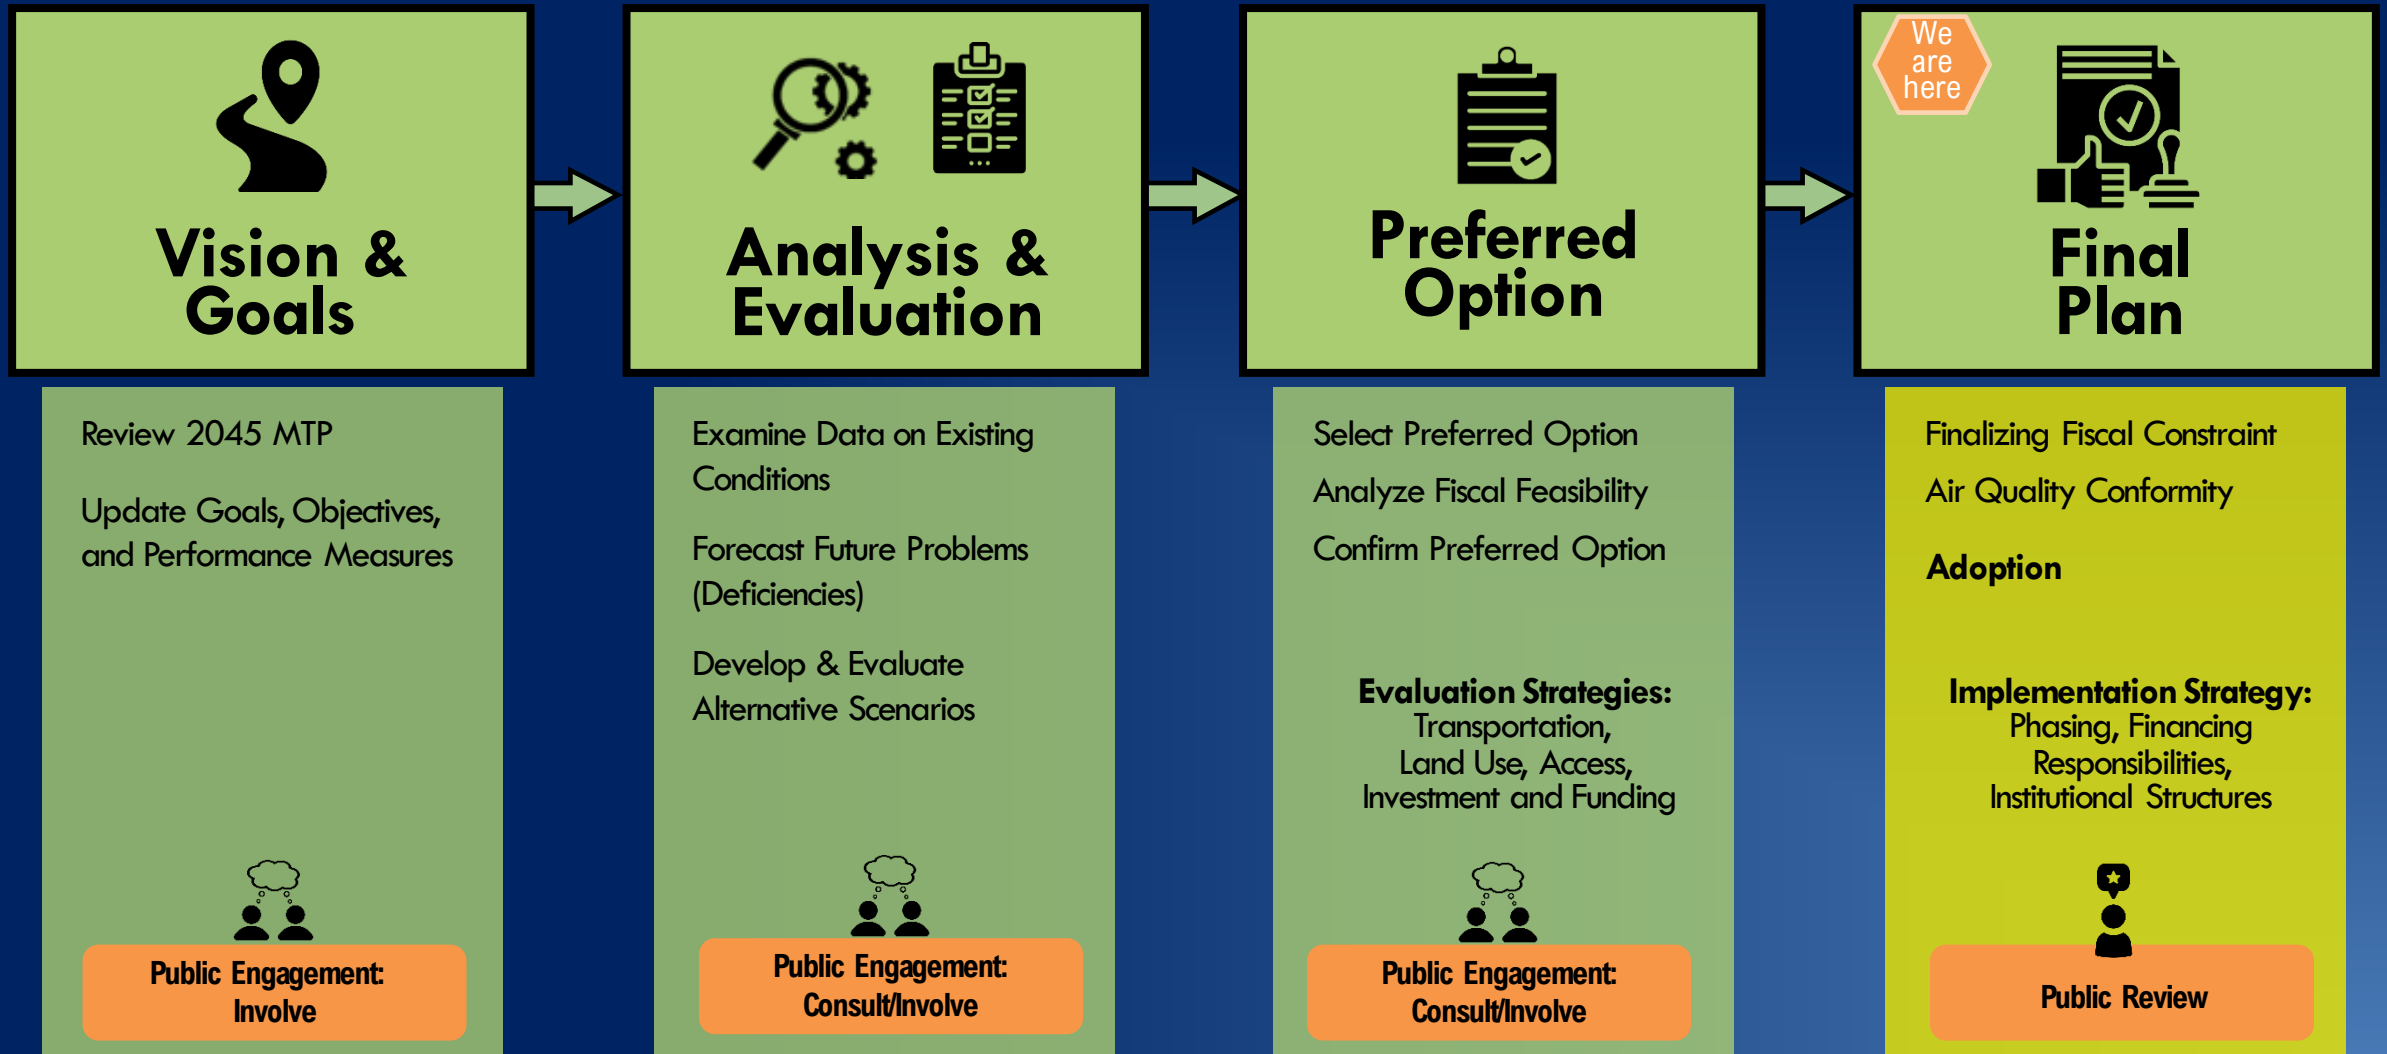 Vision &
Goals
Review 2045 MTP
Update Goals, Objectives,
and Performance Measures
Public Engagement:
Involve
Analysis &
Evaluation
Examine Data on Existing
Conditions
Forecast Future Problems
(Deficiencies)
Develop & Evaluate
Alternative Scenarios
Public Engagement:
Consult/Involve
Preferred
Option
Select Preferred Option
Analyze Fiscal Feasibility
Confirm Preferred Option
Evaluation Strategies:
Transportation,
Land Use, Access,
Investment and Funding
Public Engagement:
Consult/Involve
We
are
here
Final
Plan
Finalizing Fiscal Constraint
Air Quality Conformity
Adoption
Implementation Strategy:
Phasing, Financing
Responsibilities,
Institutional Structures
Public Review